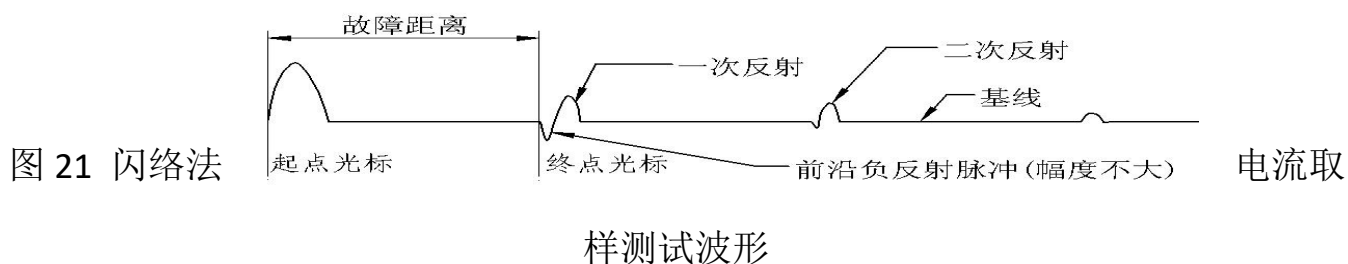 故障距离
一次反射
二次反射
基线
图 21 闪络法 起点光标 终点光标 前沿负反射脉冲(幅度不大) 电流取
样测试波形